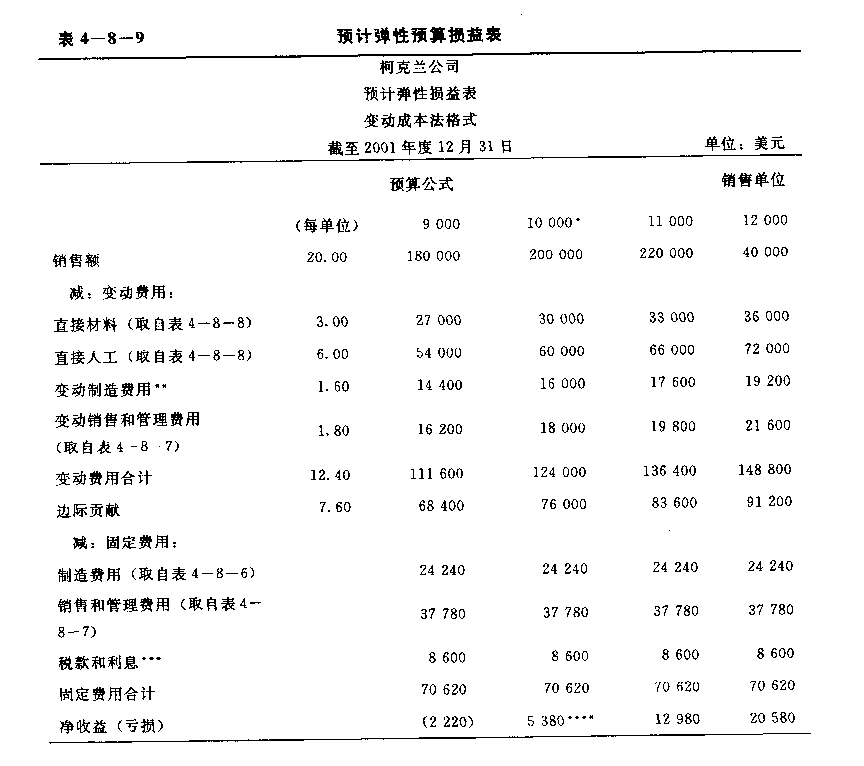 表4-8-9 预计弹性预算损益表
柯克兰公司
预计弹性损益表
变动成本法格式
截至2001年度12月31日 单位：美元
预算公式 销售单位
（每单位） 9 000 10 000* 11 000 12 000
销售额 20.00 180 000 200 000 220 000 40 000
减：变动费用：
直接材料（取自表4-8-8） 3.00 27 000 30 000 33 000 36 000
直接人工（取自表4-8-8） 6.00 54 000 60 000 66 000 72 000
变动制造费用** 1.60 14 400 16 000 17 600 19 200
变动销售和管理费用
（取自表4-8-7） 1.80 16 200 18 000 19 800 21 600
变动费用合计 12.40 111 600 124 000 136 400 148 800
边际贡献 7.60 68 400 76 000 83 600 91 200
减：固定费用：
制造费用（取自表4-8-6） 24 240 24 240 24 240 24 240
销售和管理费用（取自表4-
8-7） 37 780 37 780 37 780 37 780
税款和利息*** 8 600 8 600 8 600 8 600
固定费用合计 70 620 70 620 70 620 70 620
净收益（亏损） (2 220) 5 380**** 12 980 20 580